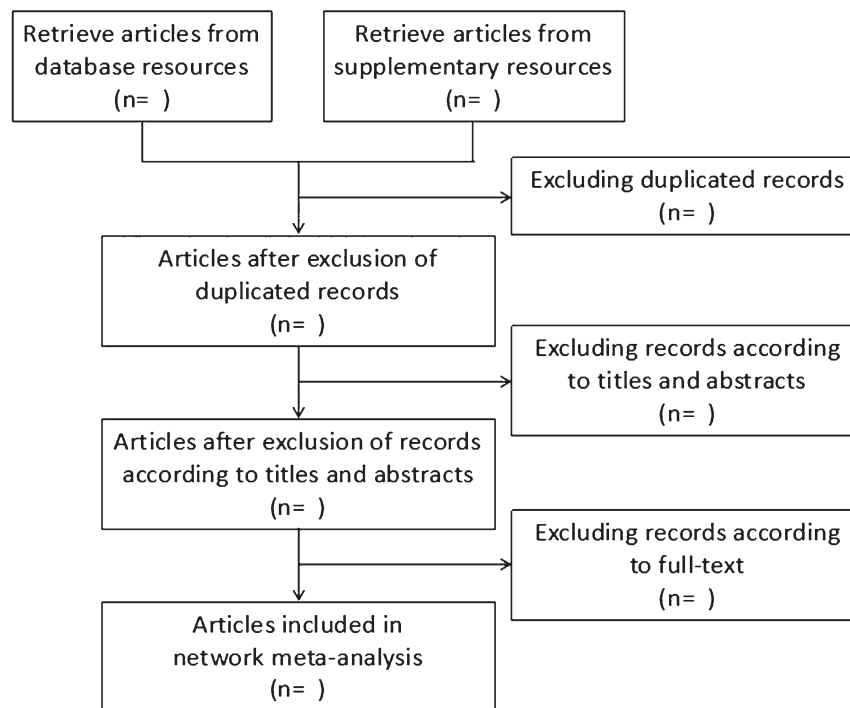 Retrieve articles from
database resources
(n=  )
Retrieve articles from
supplementary resources
(n=  )
Excluding duplicated records
(n=  )
Articles after exclusion of
duplicated records
(n=  )
Excluding records according
to titles and abstracts
(n=  )
Articles after exclusion of records
according to titles and abstracts
(n=  )
Excluding records according
to full-text
(n=  )
Articles included in
network meta-analysis
(n=  )